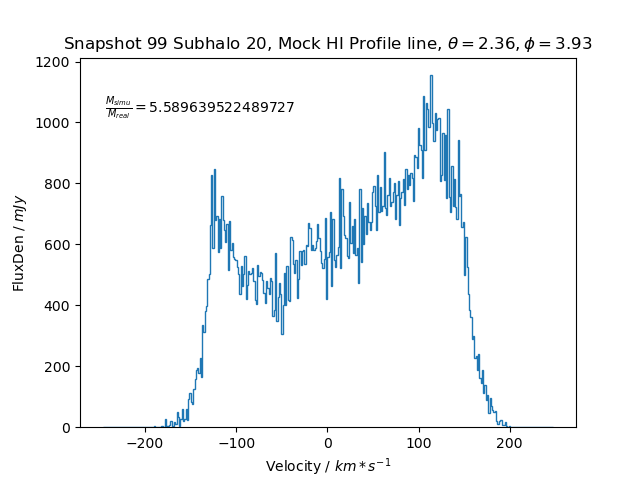 Snapshot 99 Subhalo 20, Mock HI Profile line, θ = 2.36, ϕ = 3.93
1200
1000
800
600
400
200
0
FluxDen / mJy
M_simu / M_real = 5.589639522489727
−200 −100 0 100 200
Velocity / km * s⁻¹